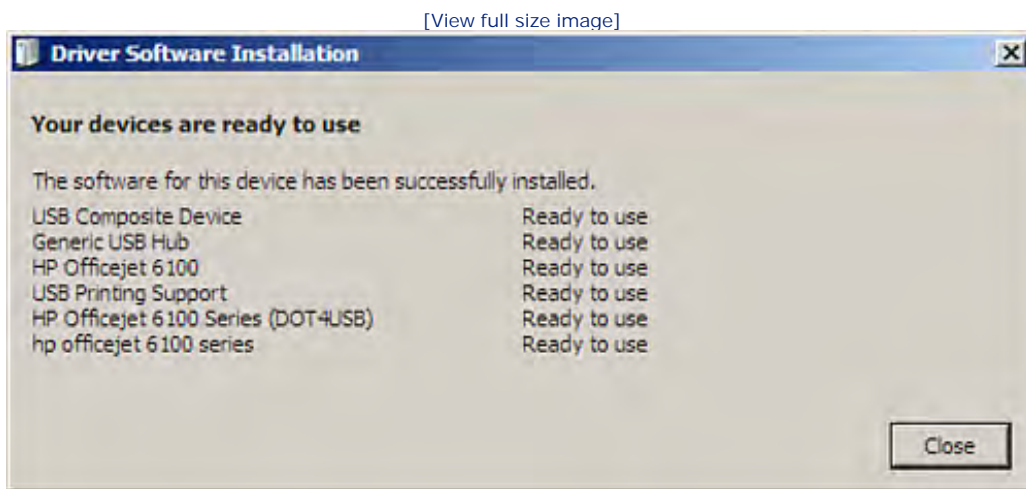 [View full size image]
Driver Software Installation
Your devices are ready to use
The software for this device has been successfully installed.
USB Composite Device Ready to use
Generic USB Hub Ready to use
HP Officejet 6100 Ready to use
USB Printing Support Ready to use
HP Officejet 6100 Series (DOT4USB) Ready to use
hp officejet 6100 series Ready to use
Close